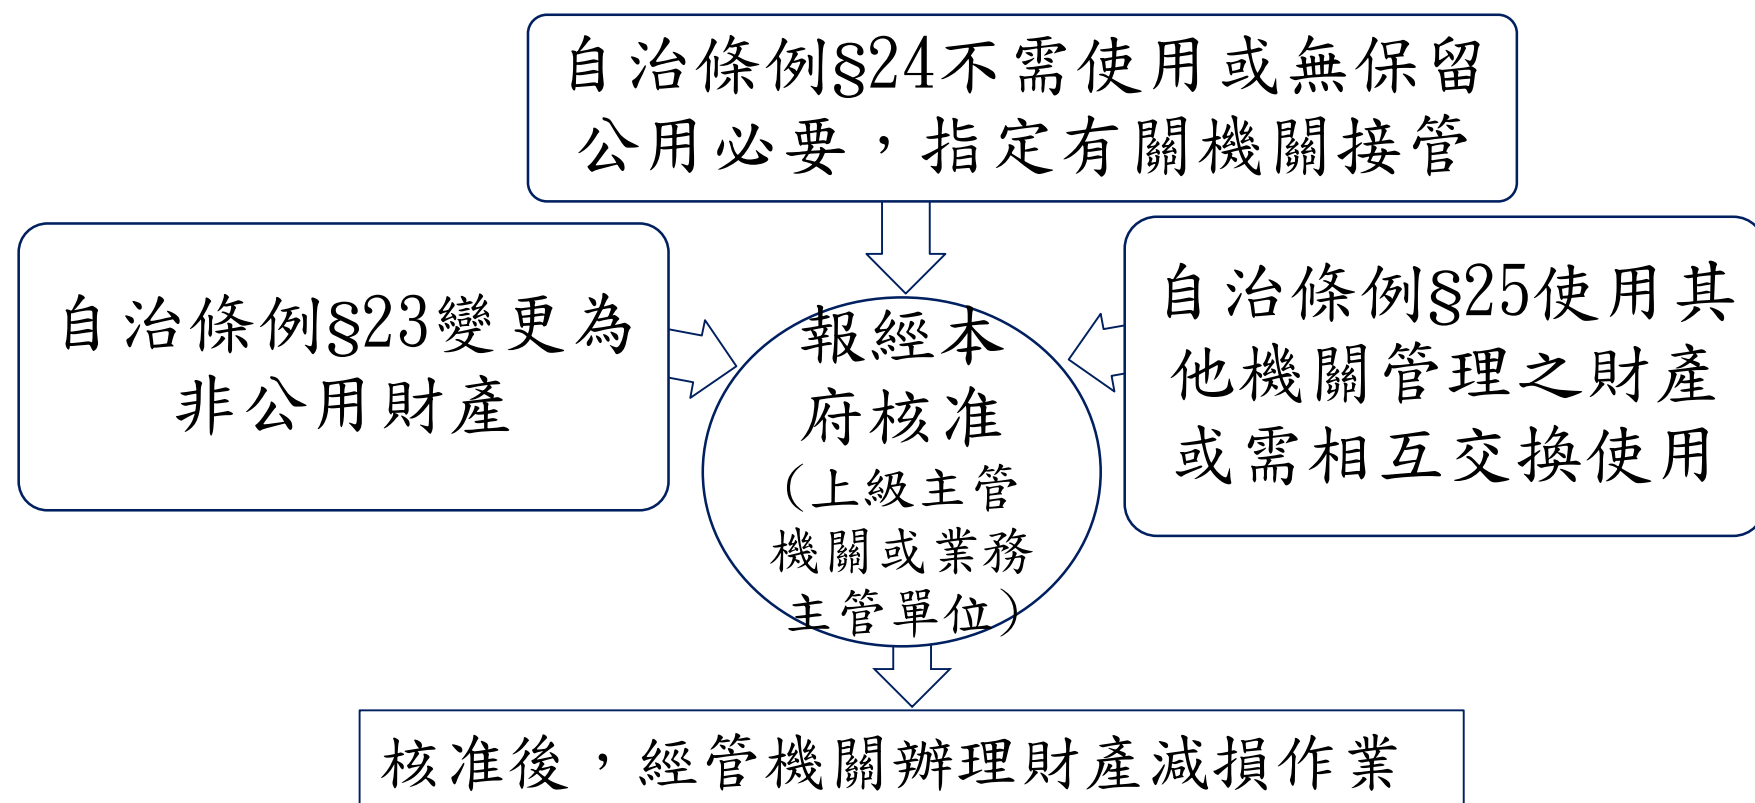 自治條例§24不需使用或無保留
公用必要，指定有關機關接管
自治條例§23變更為
非公用財產
報經本
府核准
(上級主管
機關或業務
主管單位)
自治條例§25使用其
他機關管理之財產
或需相互交換使用
核准後，經管機關辦理財產減損作業